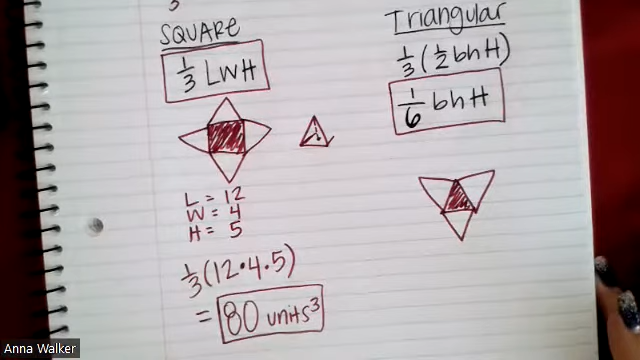 3
SQUARE
1/3 LWH
L = 12
W = 4
H = 5
1/3(12•4•5)
= 80 units³
Triangular
1/3(1/2bhH)
1/6 bhH
Anna Walker